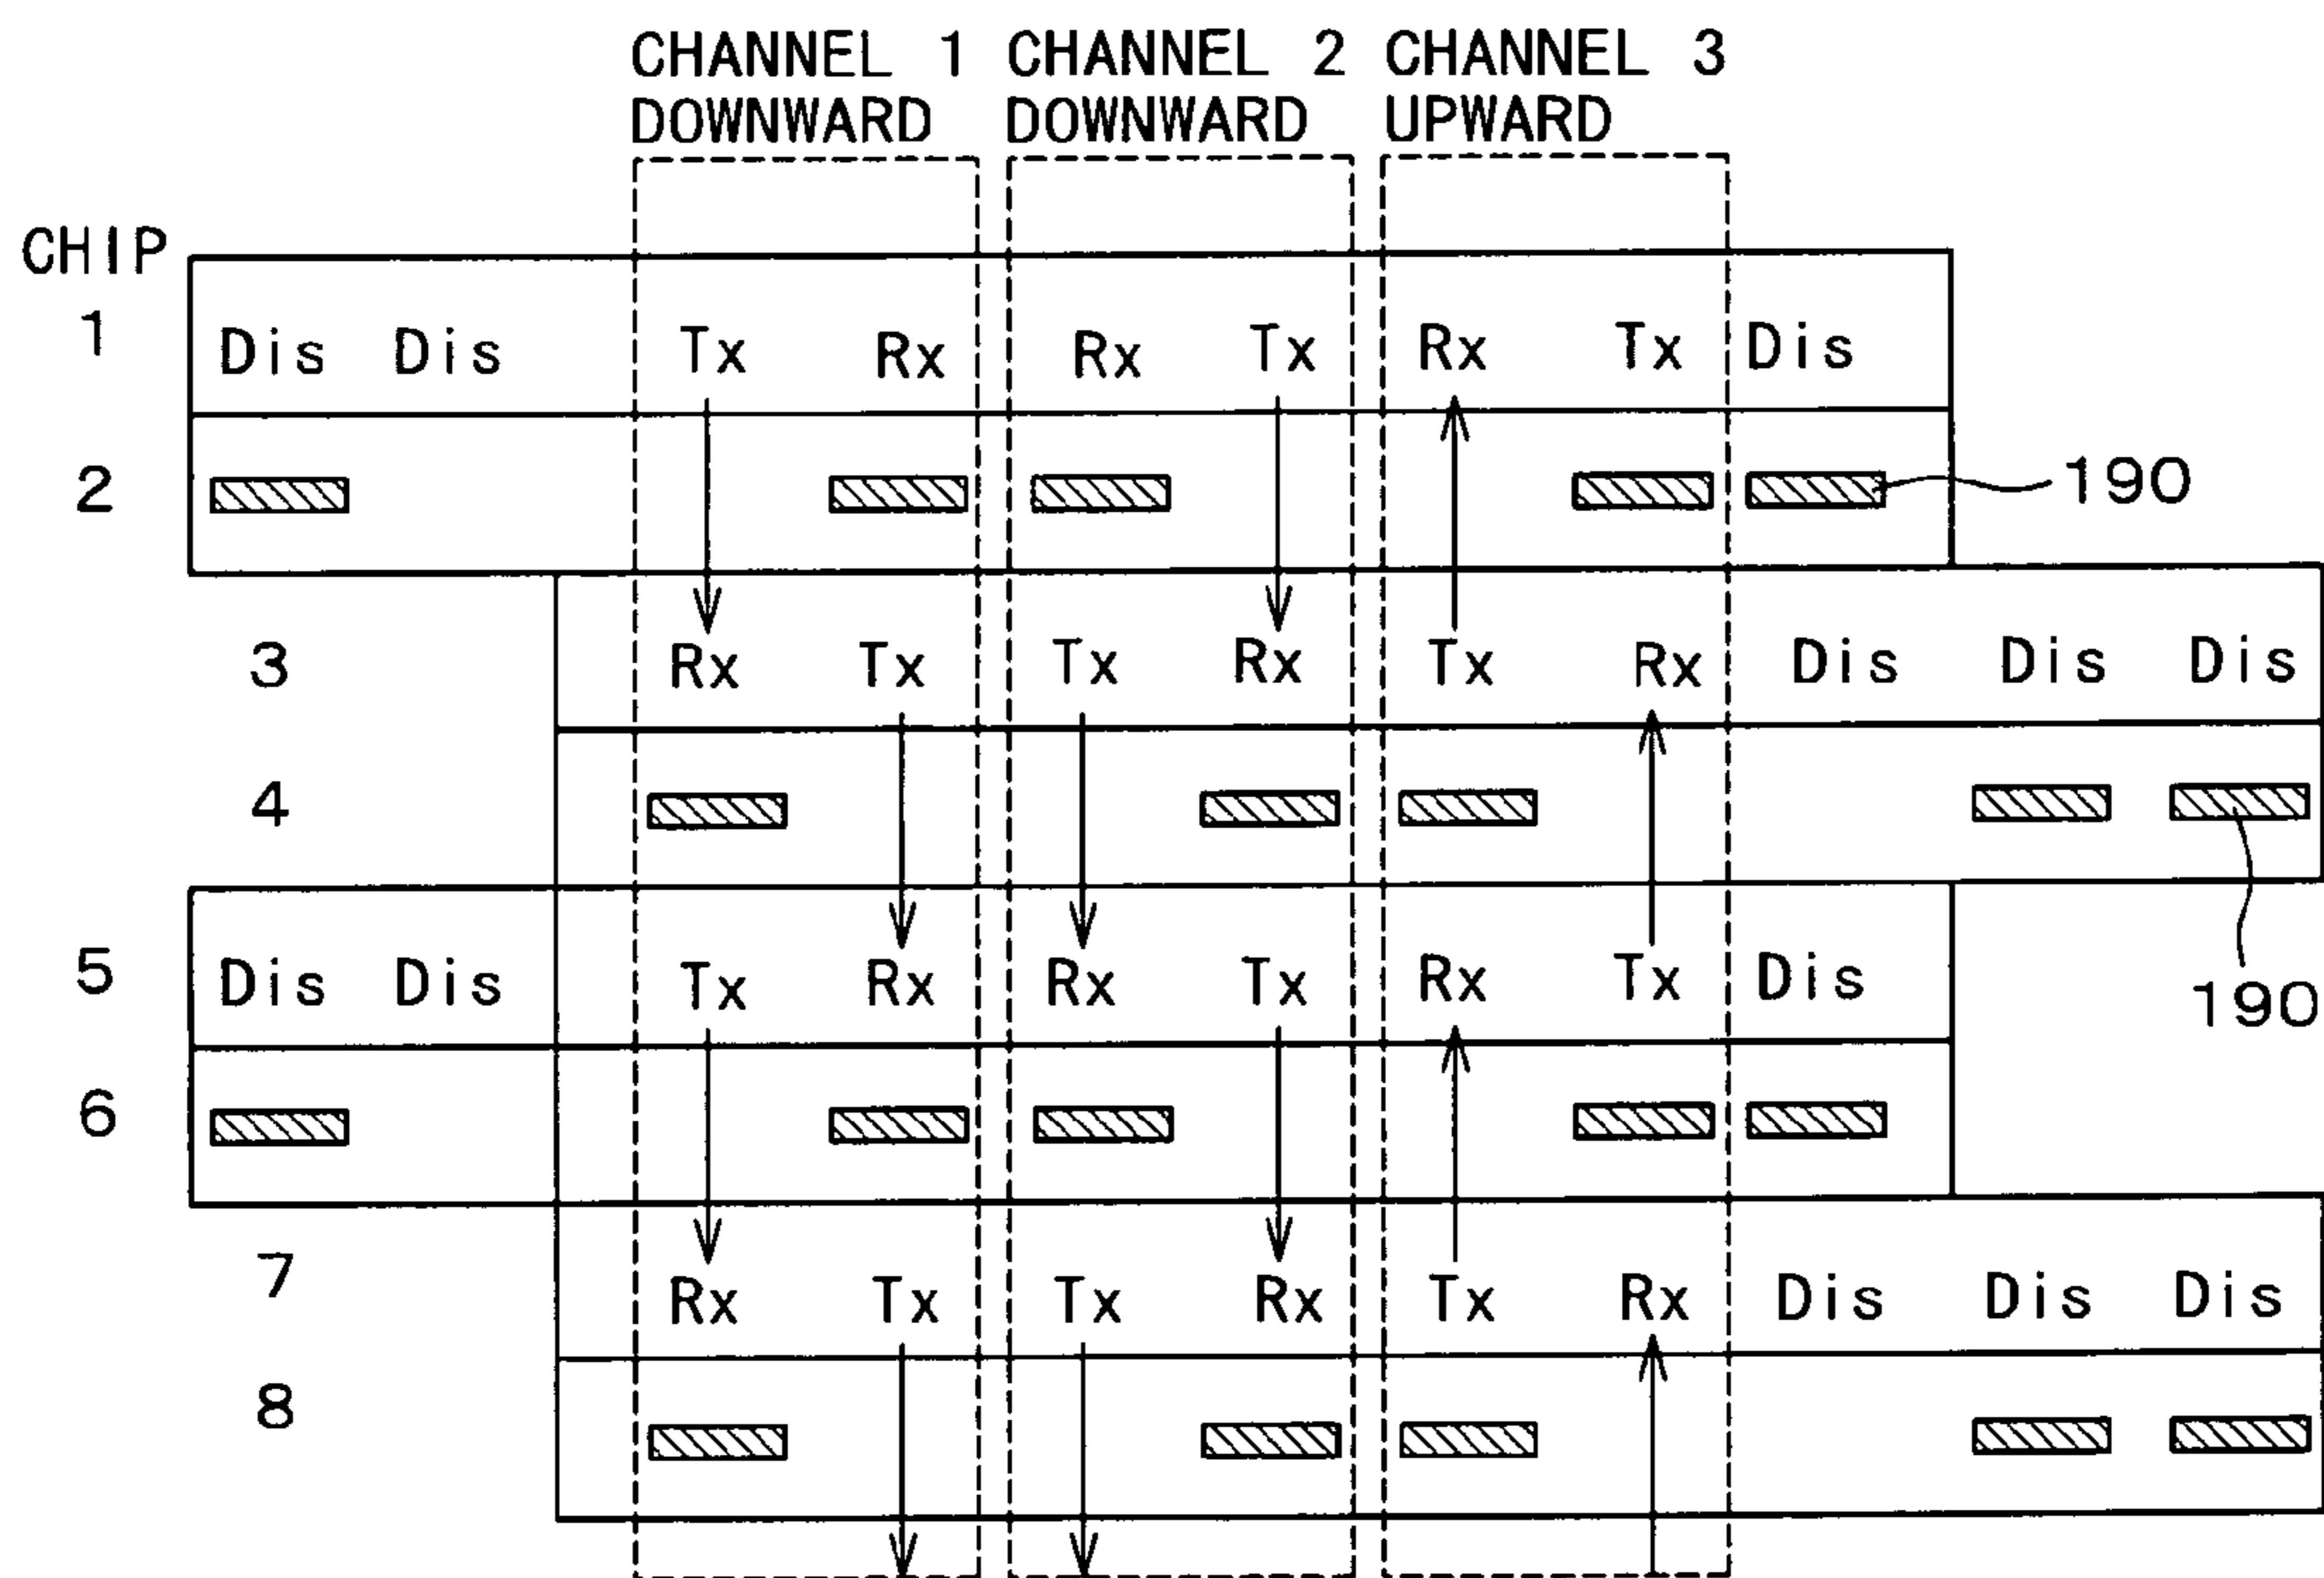 CHANNEL 1 CHANNEL 2 CHANNEL 3
DOWNWARD DOWNWARD UPWARD
CHIP
1 Dis Dis Tx Rx Rx Tx Rx Tx Dis
2 190
3 Rx Tx Tx Rx Tx Rx Dis Dis Dis
4
5 Dis Dis Tx Rx Rx Tx Rx Tx Dis
190
6
7 Rx Tx Tx Rx Tx Rx Dis Dis Dis
8